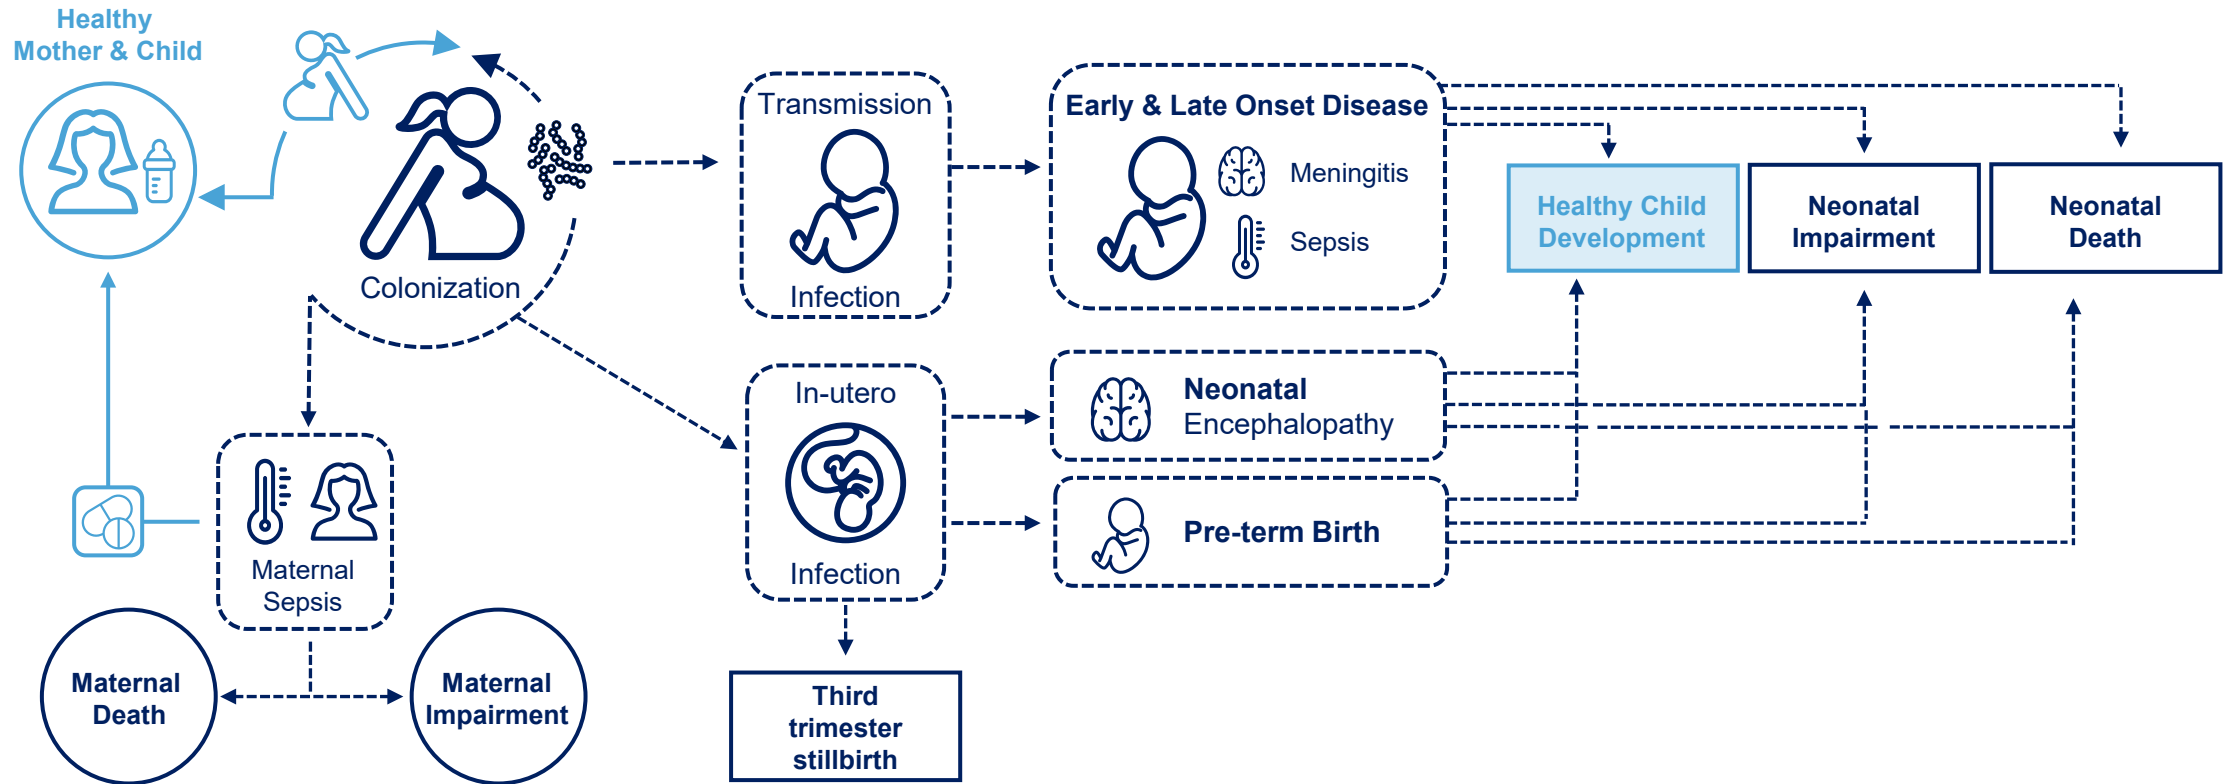 Healthy
Mother & Child
Colonization
Transmission
Infection
Early & Late Onset Disease
Meningitis
Sepsis
Healthy Child
Development
Neonatal
Impairment
Neonatal
Death
In-utero
Infection
Neonatal
Encephalopathy
Pre-term Birth
Maternal
Sepsis
Maternal
Death
Maternal
Impairment
Third
trimester
stillbirth